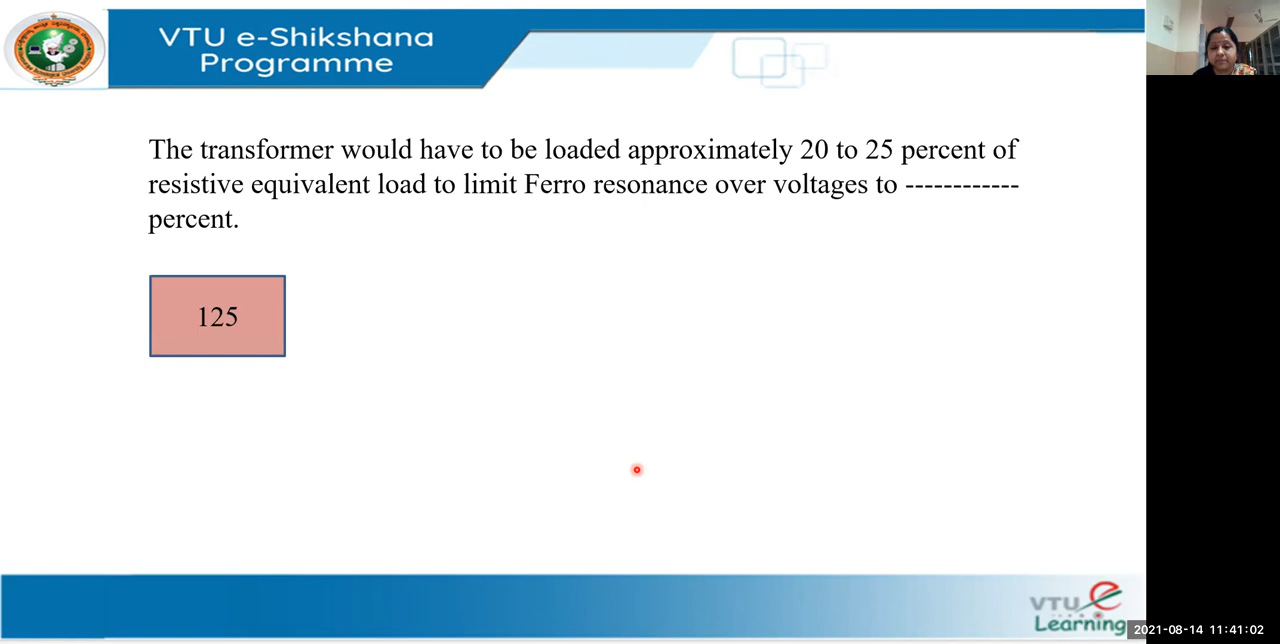 VTU e-Shikshana
Programme
The transformer would have to be loaded approximately 20 to 25 percent of
resistive equivalent load to limit Ferro resonance over voltages to ------------
percent.
125
VTU e
Learning
2021-08-14 11:41:02